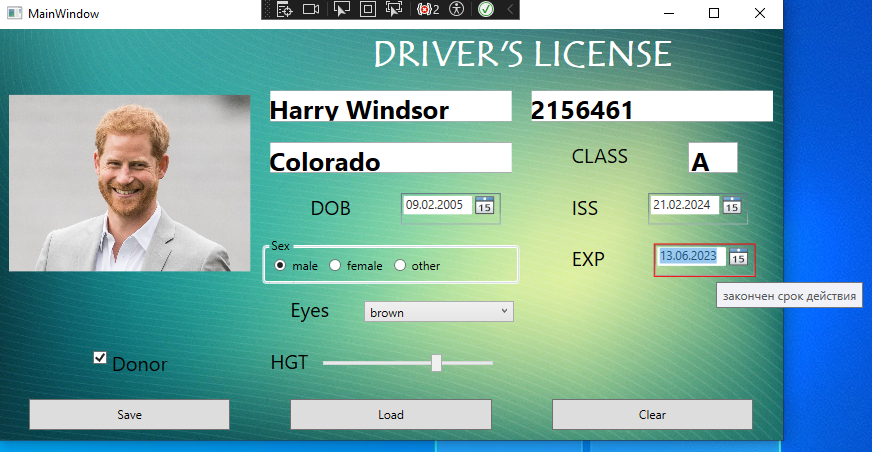 MainWindow
2
DRIVER'S LICENSE
Harry Windsor
2156461
Colorado
CLASS
A
DOB
09.02.2005
15
ISS
21.02.2024
15
Sex
male
female
other
EXP
13.06.2023
15
закончен срок действия
Eyes
brown
Donor
HGT
Save
Load
Clear